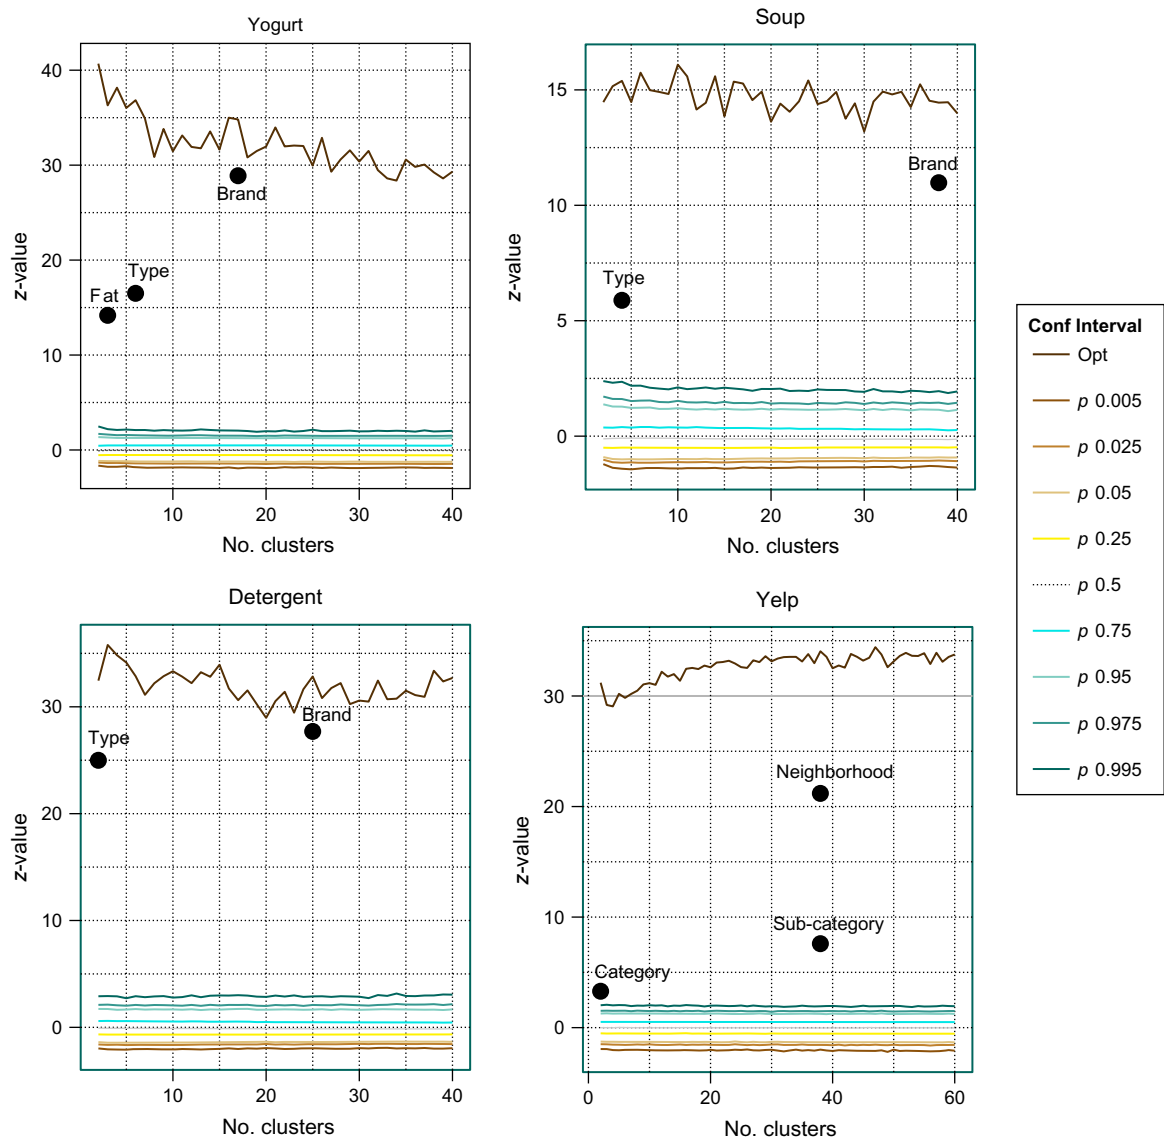 Yogurt
z-value
40
30
20
10
0
Brand
Type
Fat
10
20
30
40
No. clusters
Soup
z-value
15
10
5
0
Brand
Type
10
20
30
40
No. clusters
Detergent
z-value
30
20
10
0
Brand
Type
10
20
30
40
No. clusters
Yelp
z-value
30
20
10
0
Neighborhood
Sub-category
Category
0
20
40
60
No. clusters
Conf Interval
Opt
p 0.005
p 0.025
p 0.05
p 0.25
p 0.5
p 0.75
p 0.95
p 0.975
p 0.995